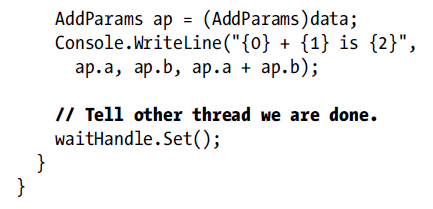 AddParams ap = (AddParams)data;
Console.WriteLine("{0} + {1} is {2}",
ap.a, ap.b, ap.a + ap.b);
// Tell other thread we are done.
waitHandle.Set();
}
}